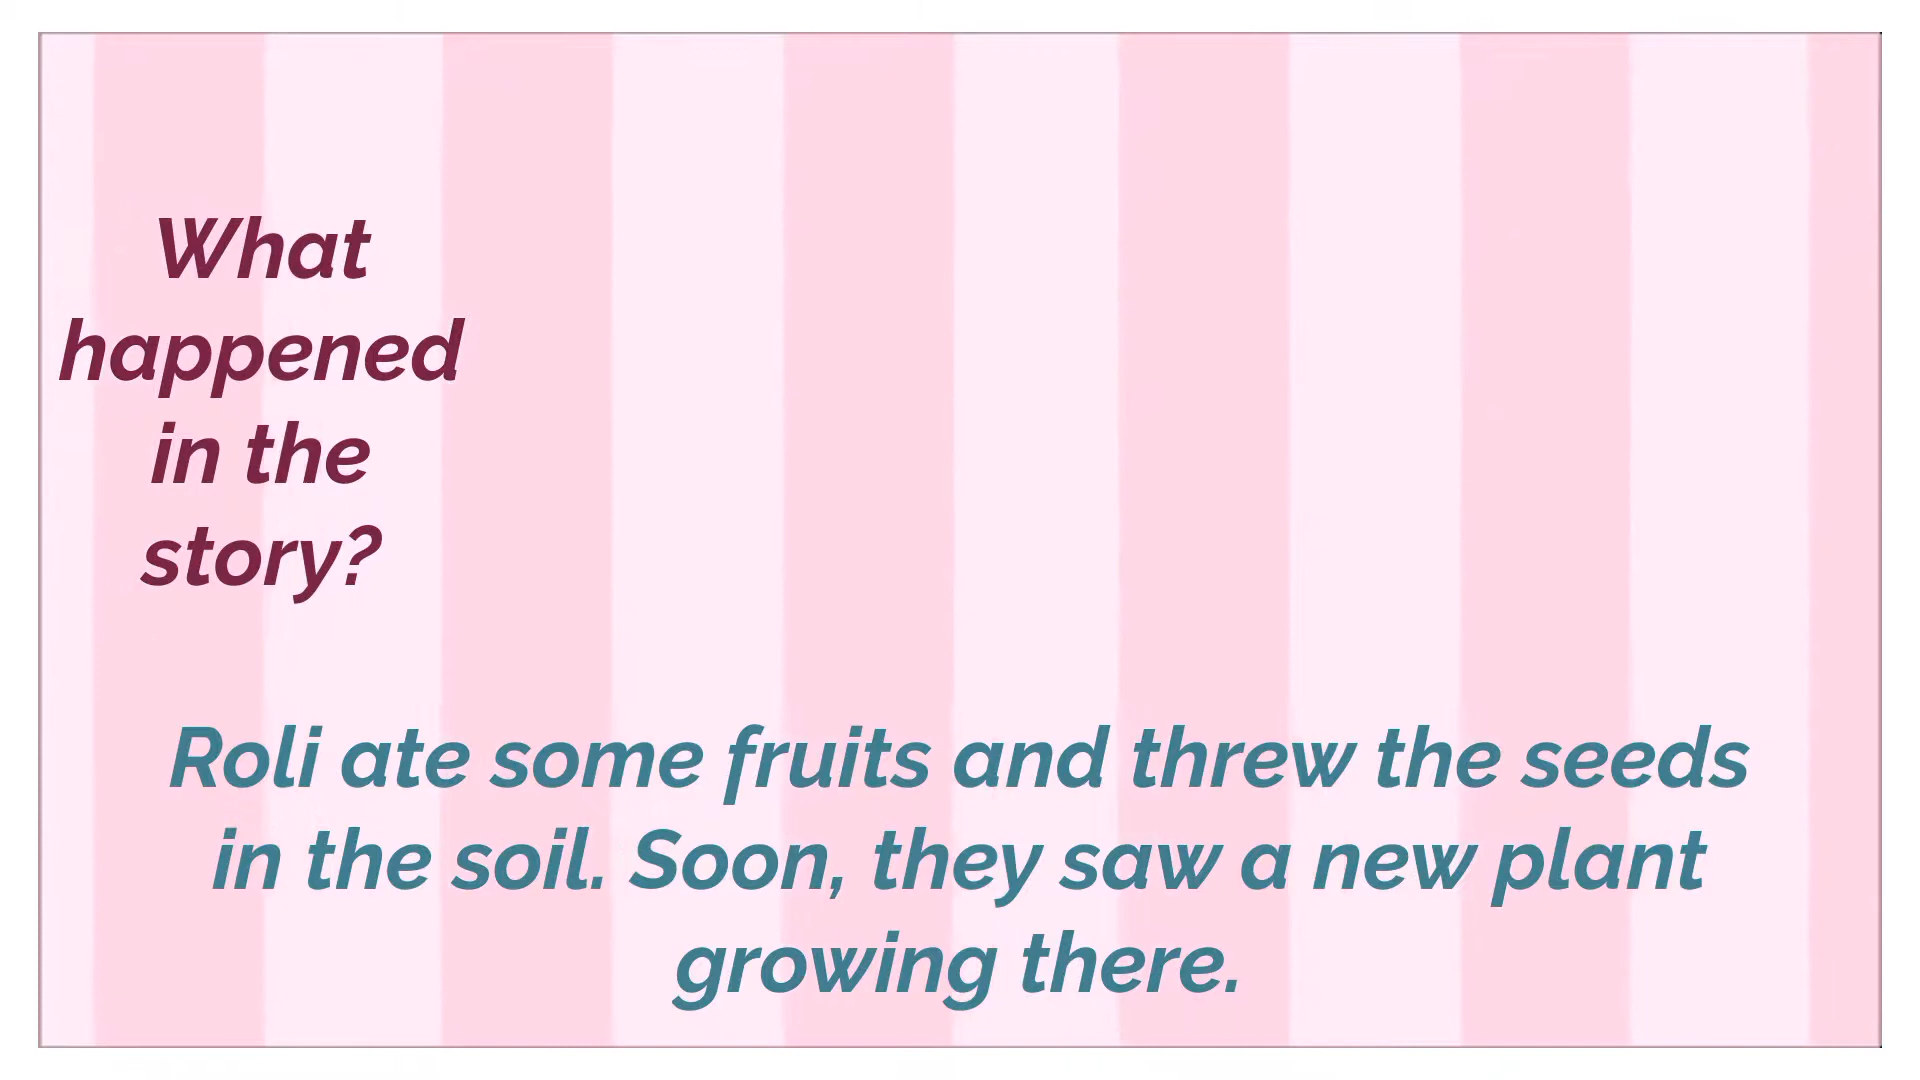 What
happened
in the
story?
Roli ate some fruits and threw the seeds
in the soil. Soon, they saw a new plant
growing there.